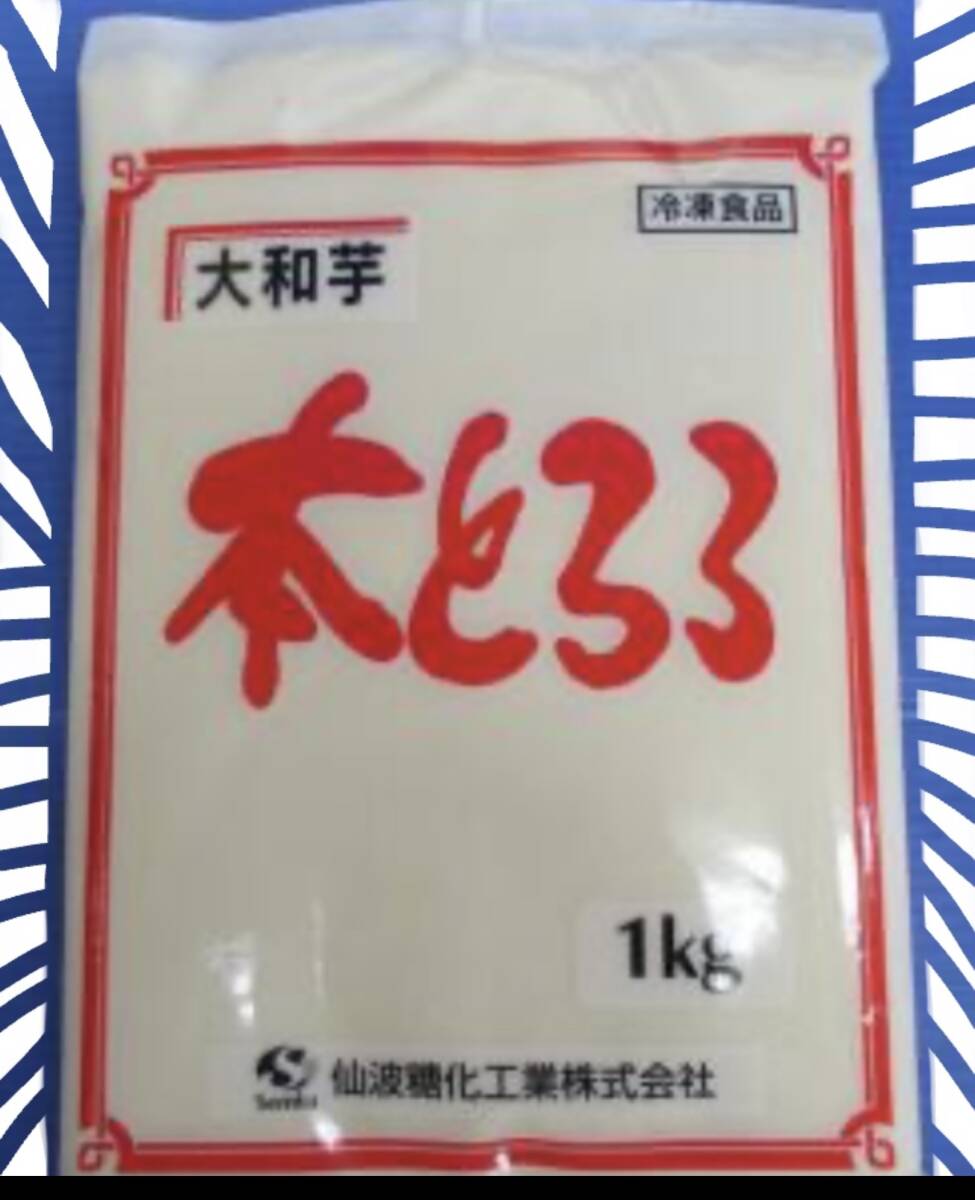 冷凍食品
大和芋
本とろろ
1kg
仙波糖化工業株式会社